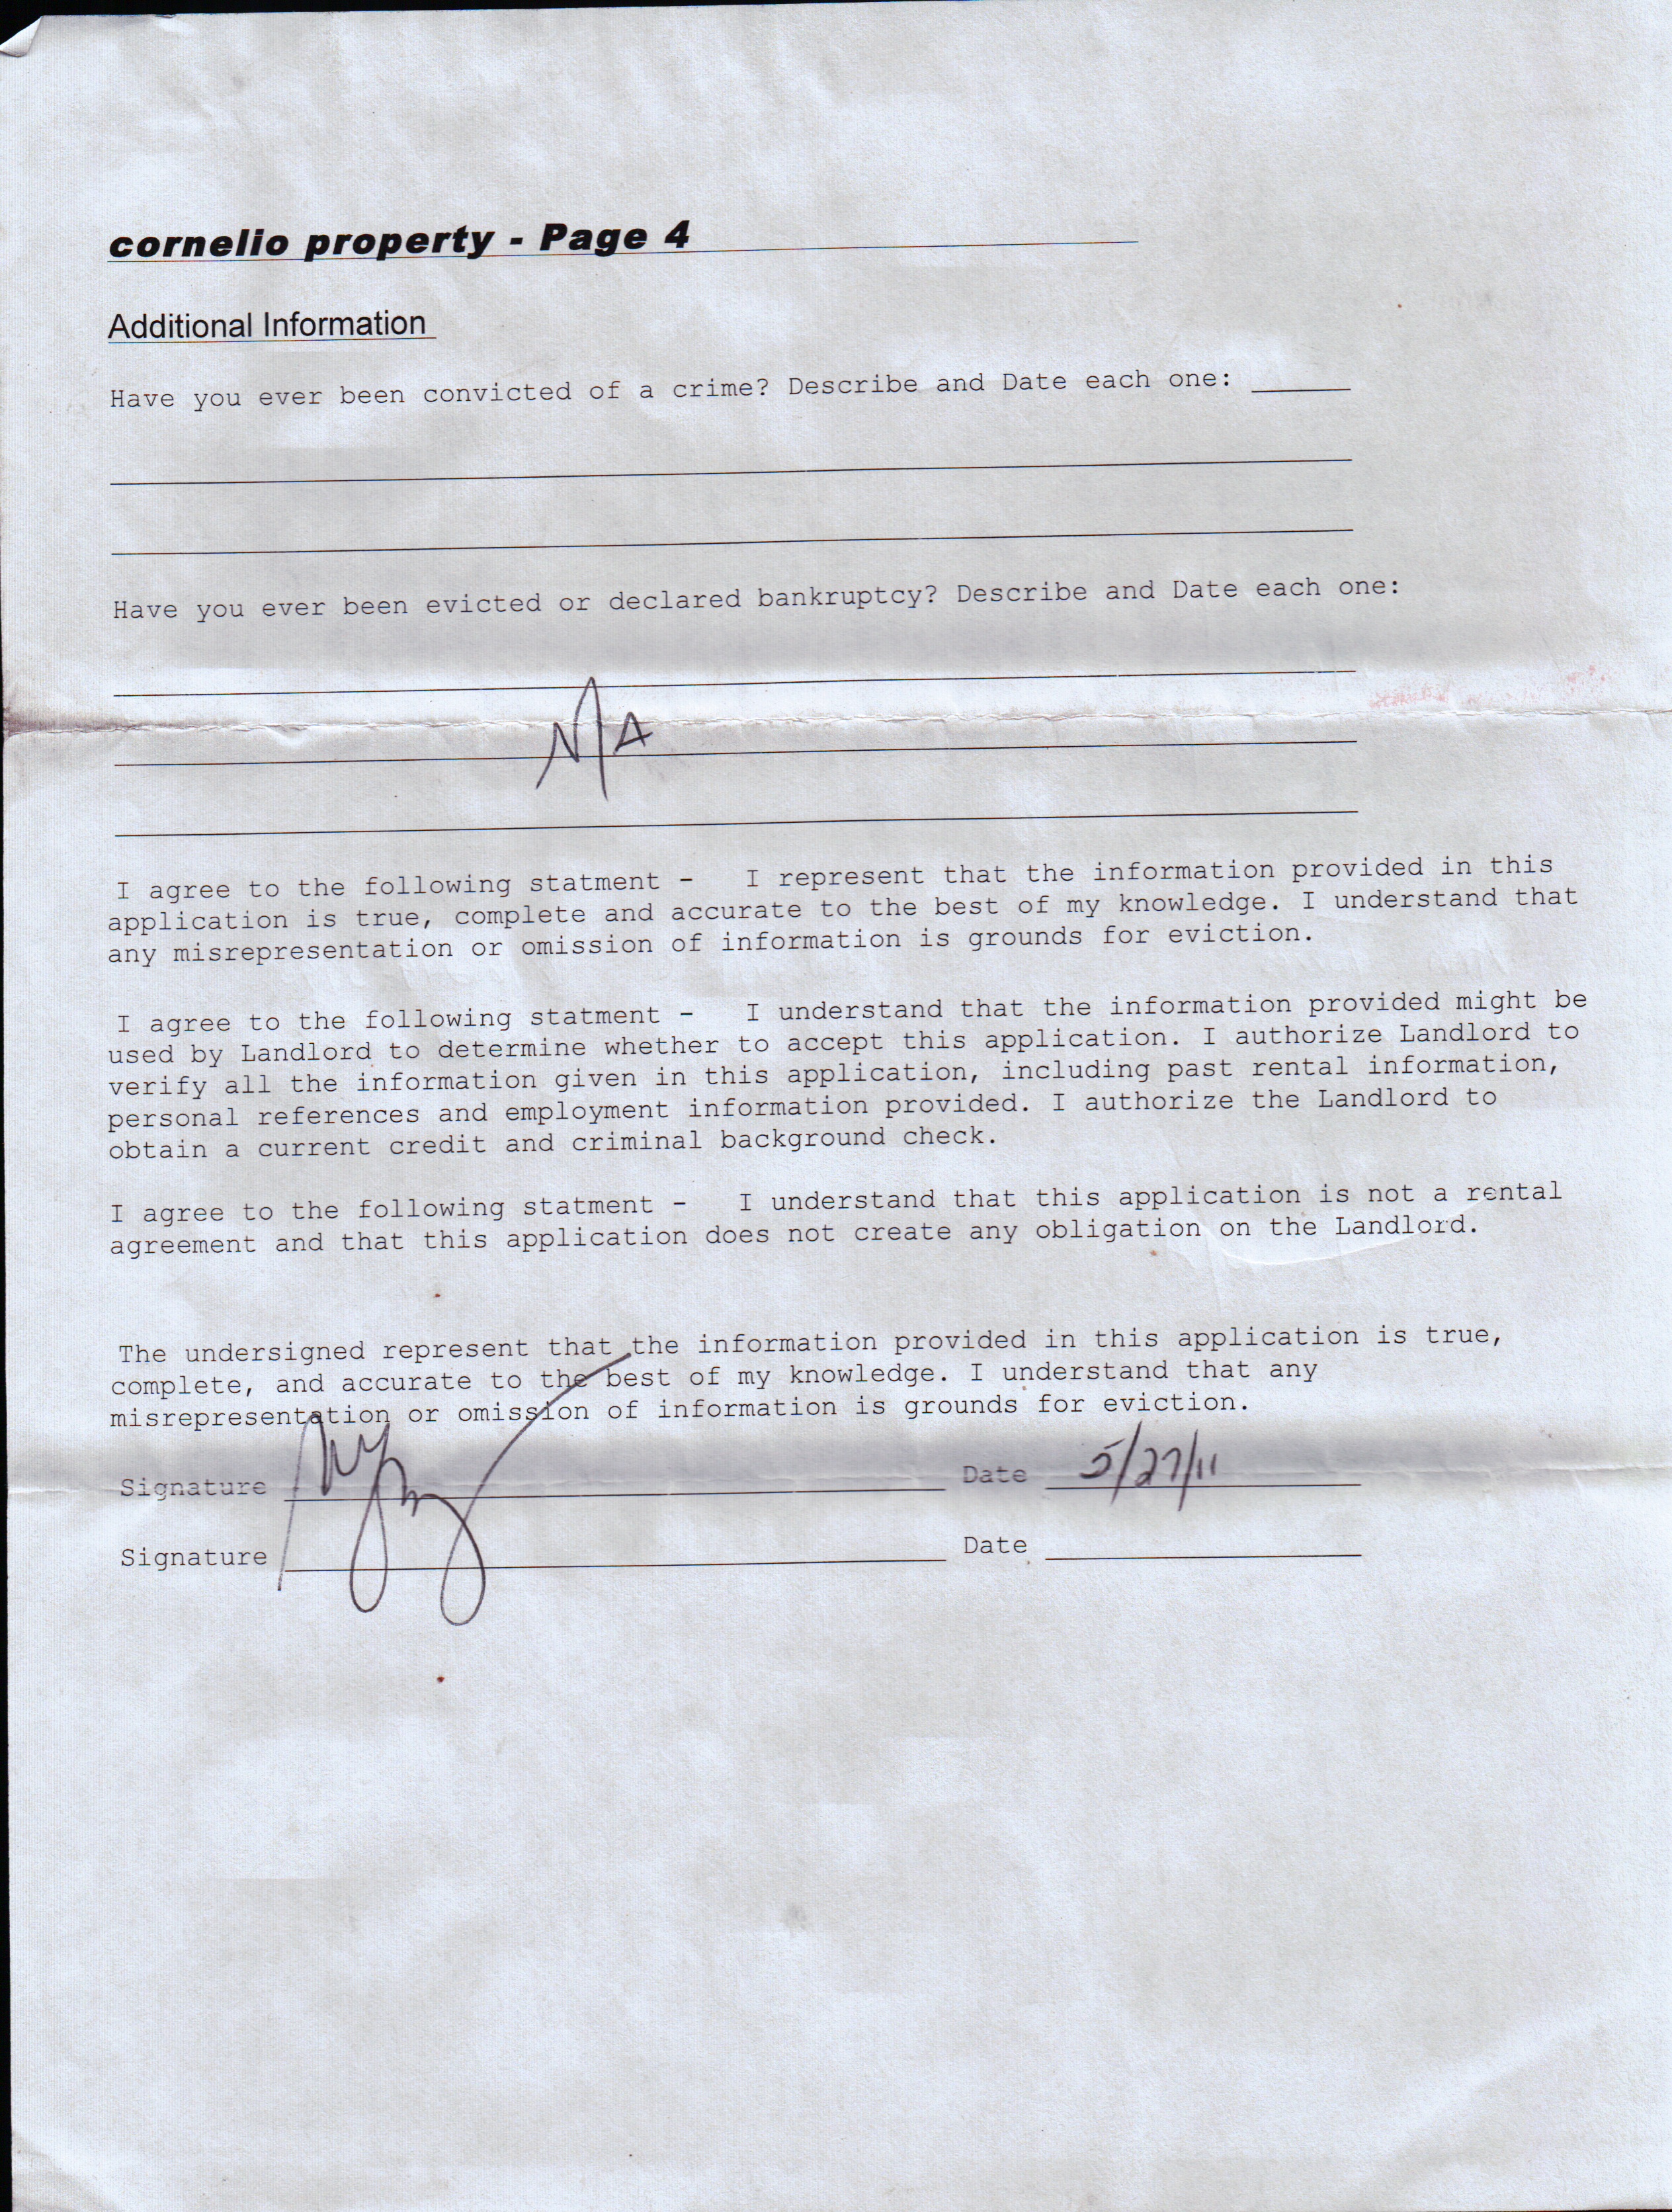 cornelio property - Page 4
Additional Information
Have you ever been convicted of a crime? Describe and Date each one:
Have you ever been evicted or declared bankruptcy? Describe and Date each one:
N/A
I agree to the following statment - I represent that the information provided in this
application is true, complete and accurate to the best of my knowledge. I understand that
any misrepresentation or omission of information is grounds for eviction.
I agree to the following statment - I understand that the information provided might be
used by Landlord to determine whether to accept this application. I authorize Landlord to
verify all the information given in this application, including past rental information,
personal references and employment information provided. I authorize the Landlord to
obtain a current credit and criminal background check.
I agree to the following statment - I understand that this application is not a rental
agreement and that this application does not create any obligation on the Landlord.
The undersigned represent that the information provided in this application is true,
complete, and accurate to the best of my knowledge. I understand that any
misrepresentation or omission of information is grounds for eviction.
Signature Date 5/27/11
Signature Date